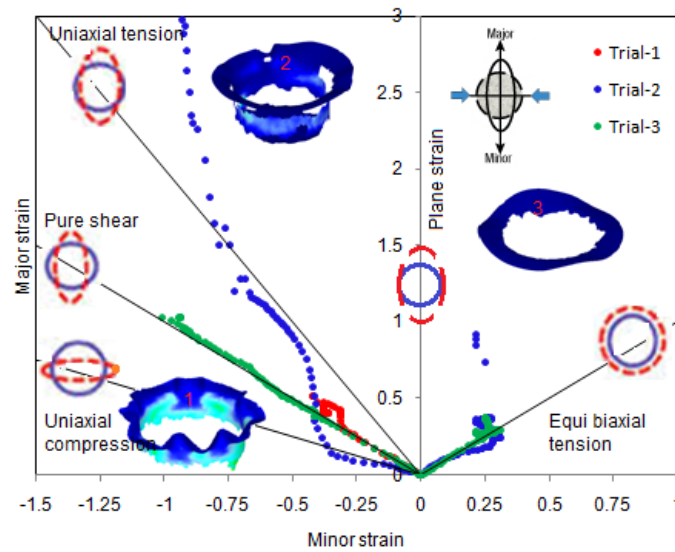 3
Uniaxial tension
2
Major
Trial-1
2.5
Trial-2
Minor
Trial-3
2
Plane strain
Pure shear
3
1.5
Major strain
1
0.5
1
Uniaxial
compression
Equi biaxial
tension
0
-1.5
-1.25
-1
-0.75
-0.5
-0.25
0
0.25
0.5
0.75
1
Minor strain